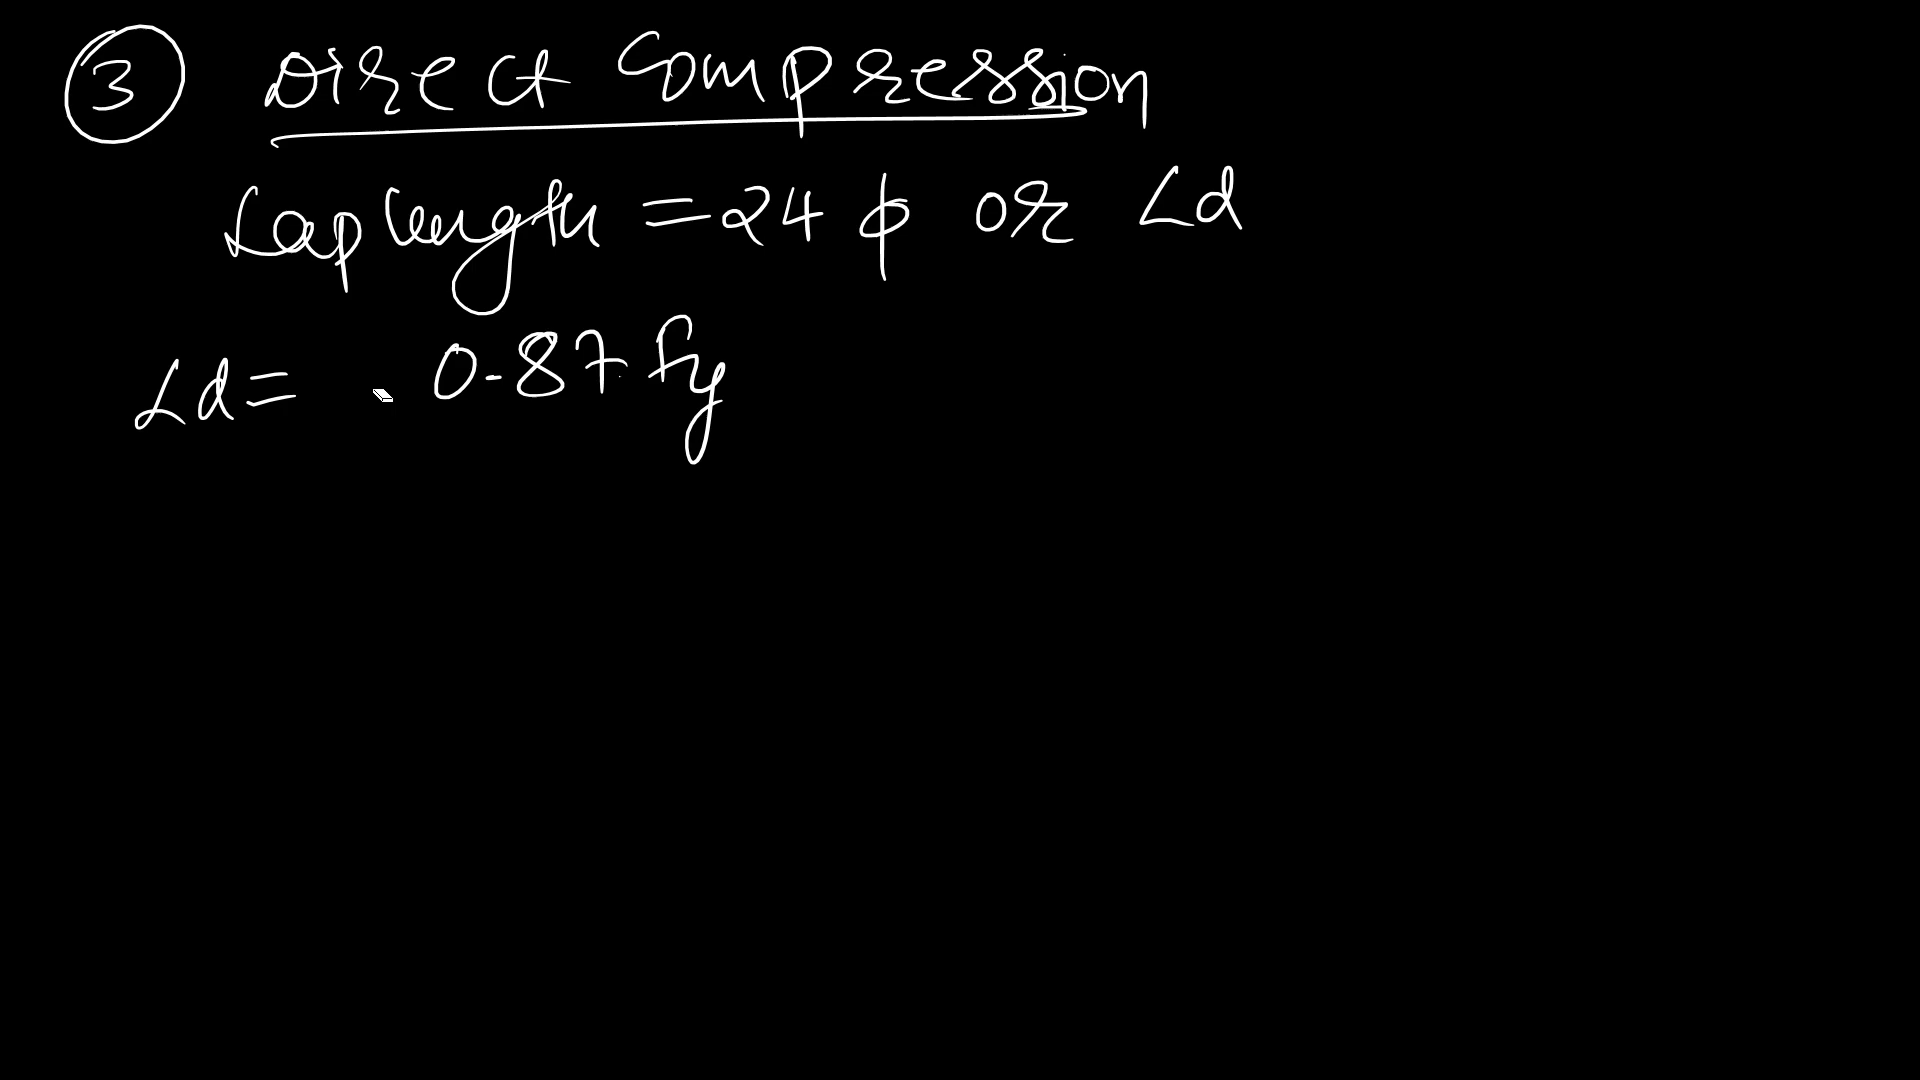 3 Direct Compression
Lap length = 24 ϕ or Ld
Ld = 0.87 fy